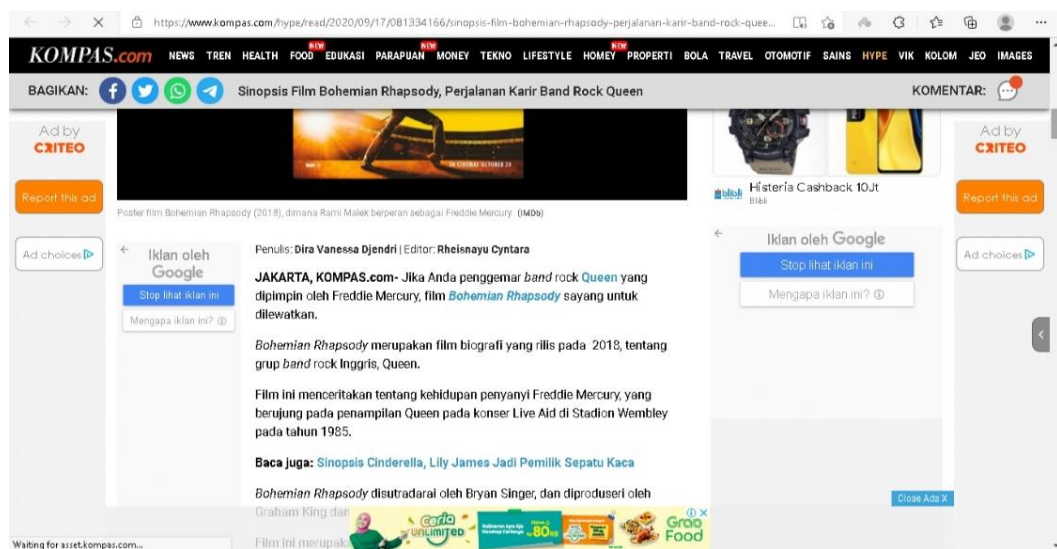 https://www.kompas.com/hype/read/2020/09/17/081334166/sinopsis-film-bohemian-rhapsody-perjalanan-karir-band-rock-quee...
KOMPAS.com NEWS TREN HEALTH FOOD NEW EDUKASI PARAPUAN NEW MONEY TEKNO LIFESTYLE HOMEY NEW PROPERTI BOLA TRAVEL OTOMOTIF SAINS HYPE VIK KOLOM JEO IMAGES
BAGIKAN: Sinopsis Film Bohemian Rhapsody, Perjalanan Karir Band Rock Queen KOMENTAR:
Ad by
CRITEO
Report this ad
Ad choices
IN CINEMAS OCTOBER 24
Poster film Bohemian Rhapsody (2018), dimana Rami Malek berperan sebagai Freddie Mercury. (IMDb)
Iklan oleh
Google
Stop lihat iklan ini
Mengapa iklan ini?
Penulis: Dira Vanessa Djendri | Editor: Rheisnayu Cyntara
JAKARTA, KOMPAS.com- Jika Anda penggemar band rock Queen yang
dipimpin oleh Freddie Mercury, film Bohemian Rhapsody sayang untuk
dilewatkan.
Bohemian Rhapsody merupakan film biografi yang rilis pada 2018, tentang
grup band rock Inggris, Queen.
Film ini menceritakan tentang kehidupan penyanyi Freddie Mercury, yang
berujung pada penampilan Queen pada konser Live Aid di Stadion Wembley
pada tahun 1985.
Baca juga: Sinopsis Cinderella, Lily James Jadi Pemilik Sepatu Kaca
Bohemian Rhapsody disutradarai oleh Bryan Singer, dan diproduseri oleh
Graham King dan
Film ini merupak
blibli Histeria Cashback 10Jt
Blibli
Iklan oleh Google
Stop lihat iklan ini
Mengapa iklan ini?
Ad by
CRITEO
Report this ad
Ad choices
Close Ads X
Ceria
UNLIMITED
80RB
Grab
Food
Waiting for asset.kompas.com...